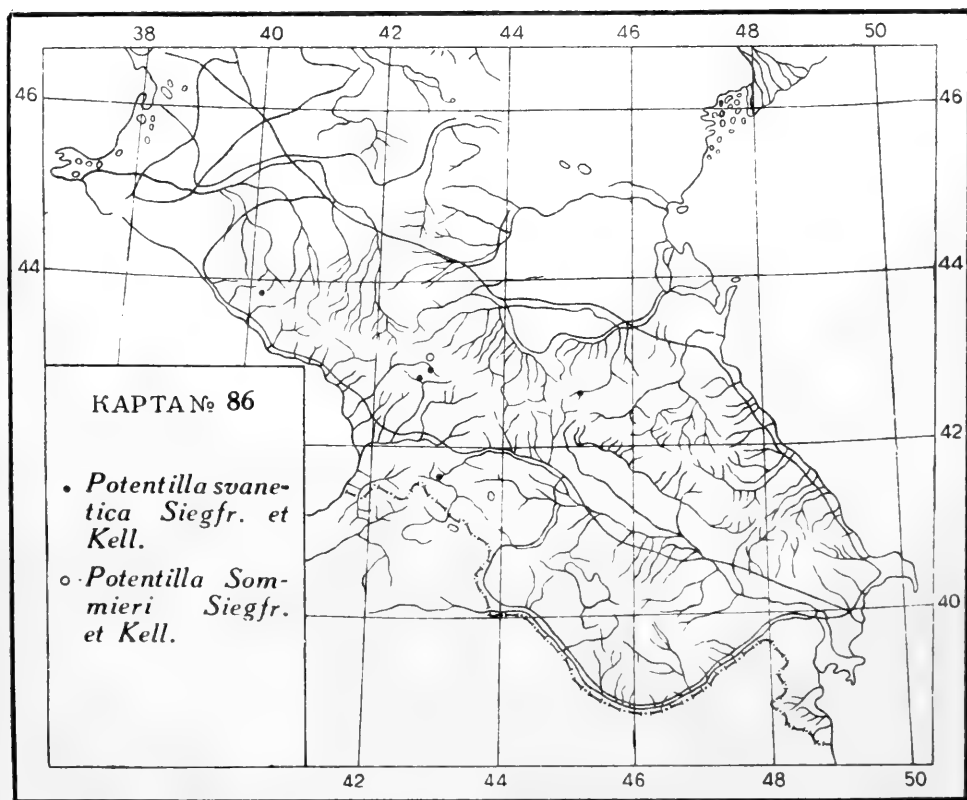 38 40 42 44 46 48 50
46 46
44 44
42
40
КАРТА № 86
• Potentilla svane-
tica Siegfr. et
Kell.
○ Potentilla Som-
mieri Siegfr.
et Kell.
42 44 46 48 50